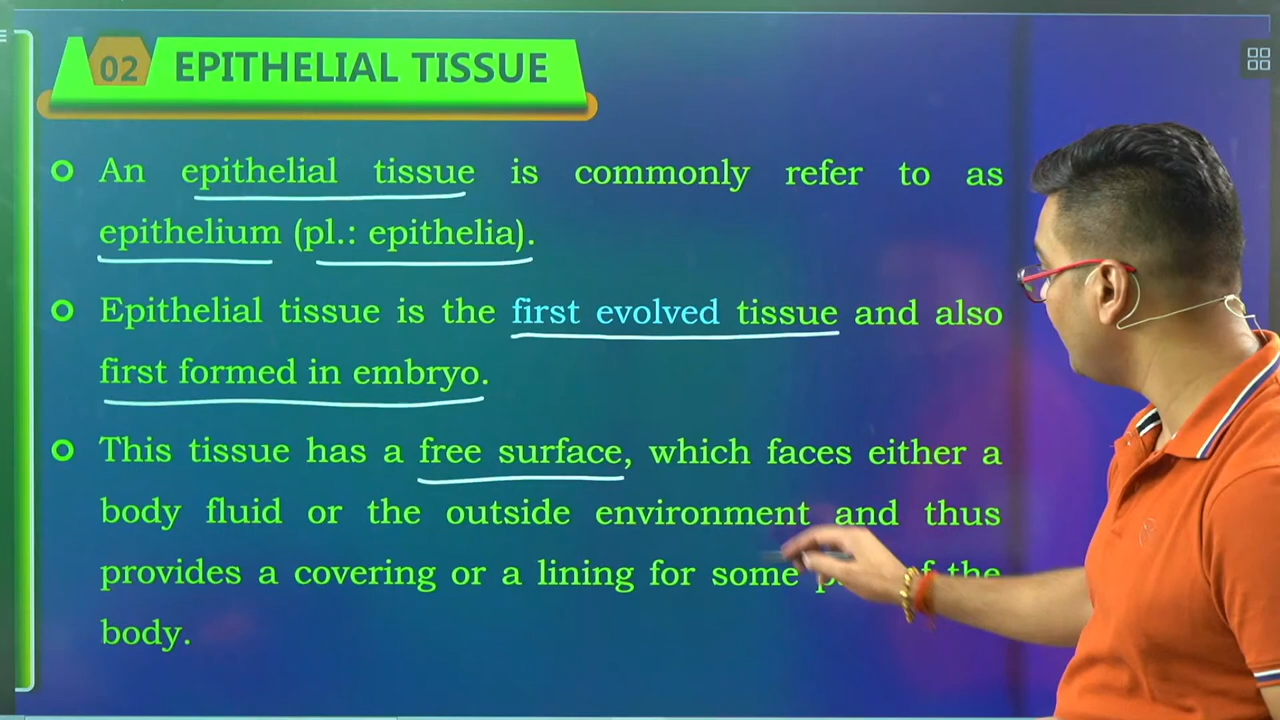 02 EPITHELIAL TISSUE
An epithelial tissue is commonly refer to as
epithelium (pl.: epithelia).
Epithelial tissue is the first evolved tissue and also
first formed in embryo.
This tissue has a free surface, which faces either a
body fluid or the outside environment and thus
provides a covering or a lining for some of the
body.